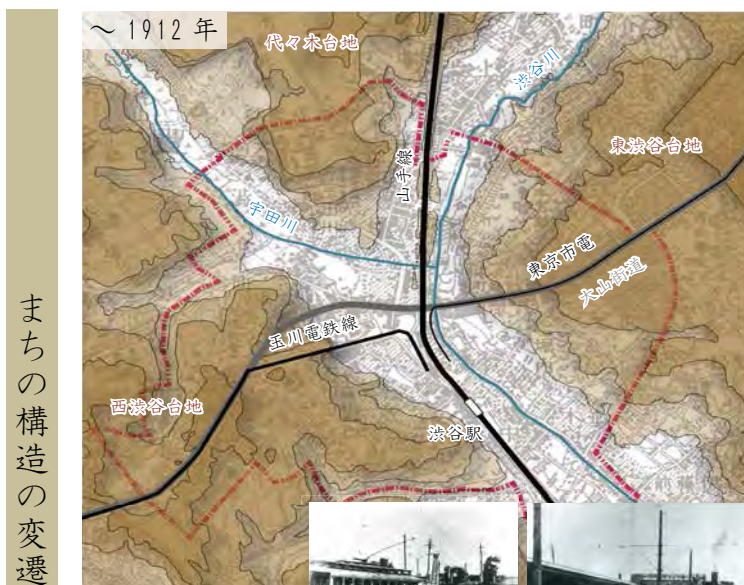 まちの構造の変遷
～1912年
代々木台地
渋谷川
東渋谷台地
山手線
宇田川
東京市電
大山街道
玉川電鉄線
西渋谷台地
渋谷駅